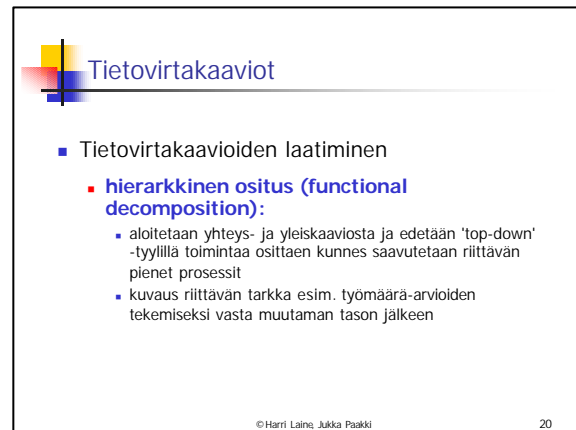 Tietovirtakaaviot
Tietovirtakaavioiden laatiminen
hierarkkinen ositus (functional
decomposition):
aloitetaan yhteys- ja yleiskaaviosta ja edetään 'top-down'
-tyylillä toimintaa osittaen kunnes saavutetaan riittävän
pienet prosessit
kuvaus riittävän tarkka esim. työmäärä-arvioiden
tekemiseksi vasta muutaman tason jälkeen
© Harri Laine, Jukka Paakki 20